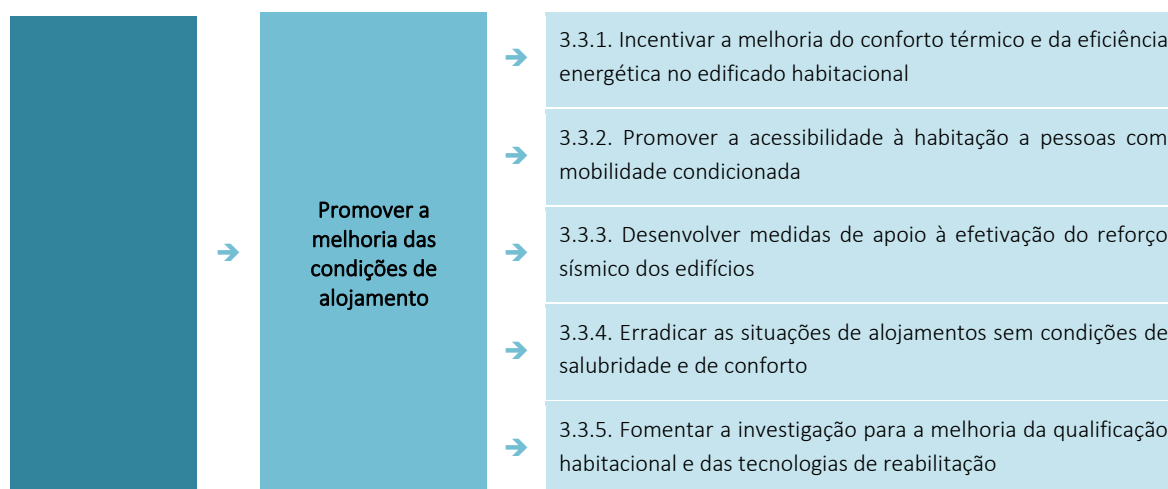 3.3.1. Incentivar a melhoria do conforto térmico e da eficiência
energética no edificado habitacional
3.3.2. Promover a acessibilidade à habitação a pessoas com
mobilidade condicionada
Promover a
melhoria das
condições de
alojamento
3.3.3. Desenvolver medidas de apoio à efetivação do reforço
sísmico dos edifícios
3.3.4. Erradicar as situações de alojamentos sem condições de
salubridade e de conforto
3.3.5. Fomentar a investigação para a melhoria da qualificação
habitacional e das tecnologias de reabilitação